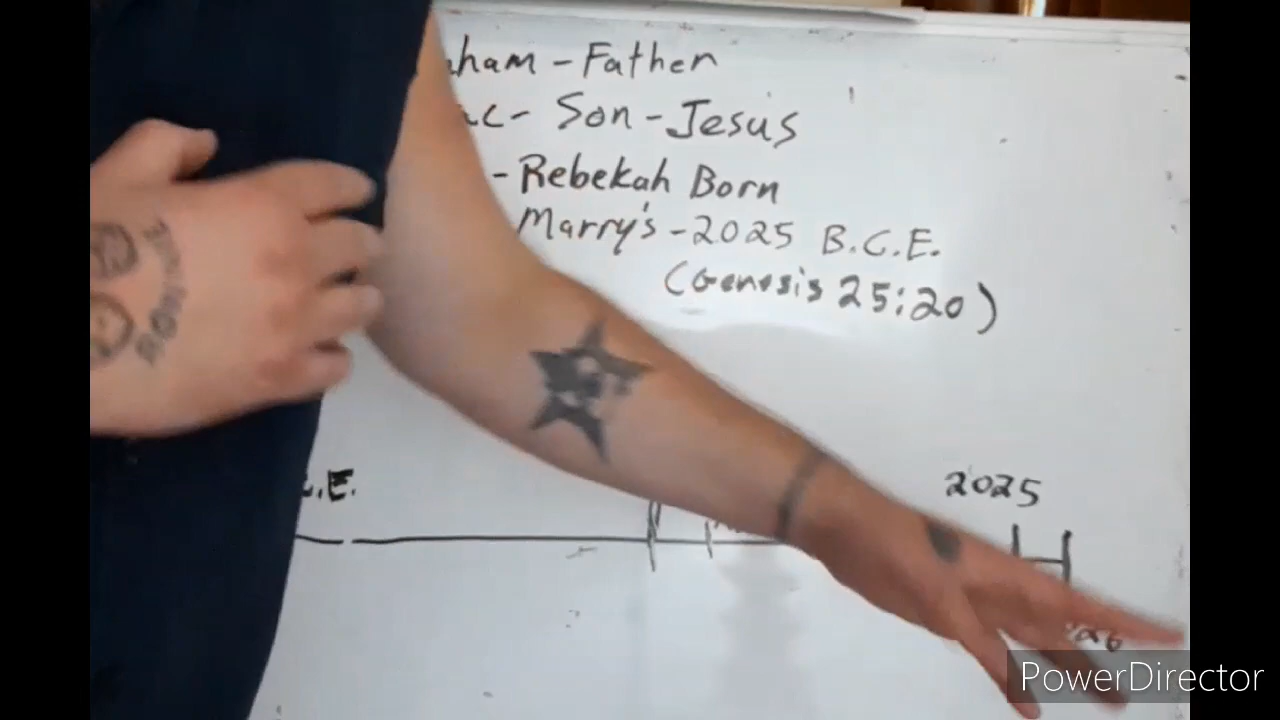 ham - Father
c - Son - Jesus
- Rebekah Born
Marry's - 2025 B.C.E.
(Genesis 25:20)
.E.
2025
PowerDirector